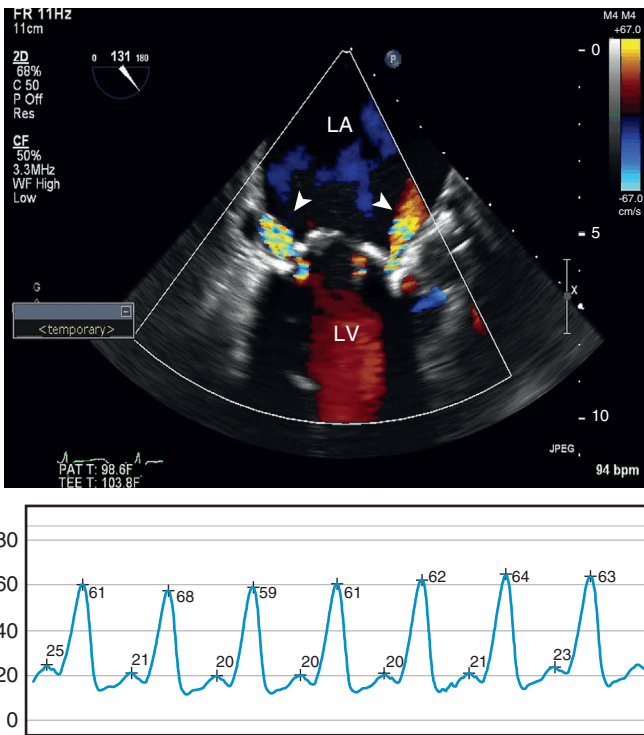 FR 11Hz
11cm
2D
68%
C 50
P Off
Res
CF
50%
3.3MHz
WF High
Low
0 131 180
P
M4 M4
+67.0
-67.0
cm/s
0
5
10
LA
LV
G
X
<temporary>
JPEG
PAT T: 98.6F
TEE T: 103.8F
94 bpm
80
60
40
20
0
25
61
21
68
20
59
20
61
20
62
21
64
23
63